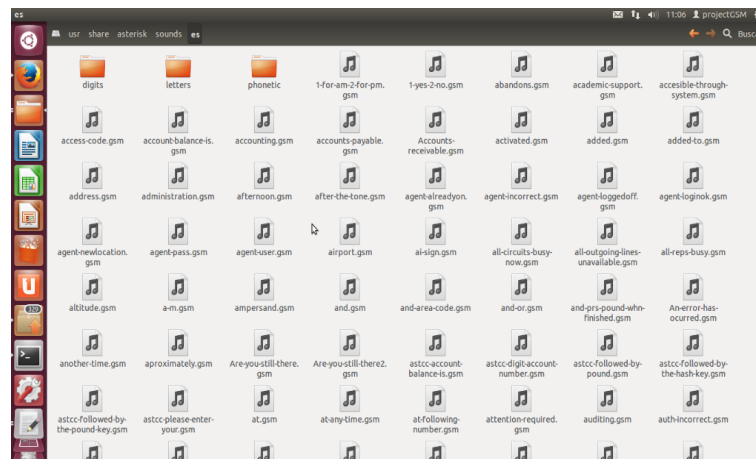 es
11:06 projectGSM
usr share asterisk sounds es
Busca
digits
letters
phonetic
1-for-am-2-for-pm.
gsm
1-yes-2-no.gsm
abandons.gsm
academic-support.
gsm
accesible-through-
system.gsm
access-code.gsm
account-balance-is.
gsm
accounting.gsm
accounts-payable.
gsm
Accounts-
receivable.gsm
activated.gsm
added.gsm
added-to.gsm
address.gsm
administration.gsm
afternoon.gsm
after-the-tone.gsm
agent-alreadyon.
gsm
agent-incorrect.gsm
agent-loggedoff.
gsm
agent-loginok.gsm
agent-newlocation.
gsm
agent-pass.gsm
agent-user.gsm
airport.gsm
ai-sign.gsm
all-circuits-busy-
now.gsm
all-outgoing-lines-
unavailable.gsm
all-reps-busy.gsm
329
altitude.gsm
a-m.gsm
ampersand.gsm
and.gsm
and-area-code.gsm
and-or.gsm
and-prs-pound-whn-
finished.gsm
An-error-has-
ocurred.gsm
another-time.gsm
aproximately.gsm
Are-you-still-there.
gsm
Are-you-still-there2.
gsm
astcc-account-
balance-is.gsm
astcc-digit-account-
number.gsm
astcc-followed-by-
pound.gsm
astcc-followed-by-
the-hash-key.gsm
astcc-followed-by-
the-pound-key.gsm
astcc-please-enter-
your.gsm
at.gsm
at-any-time.gsm
at-following-
number.gsm
attention-required.
gsm
auditing.gsm
auth-incorrect.gsm